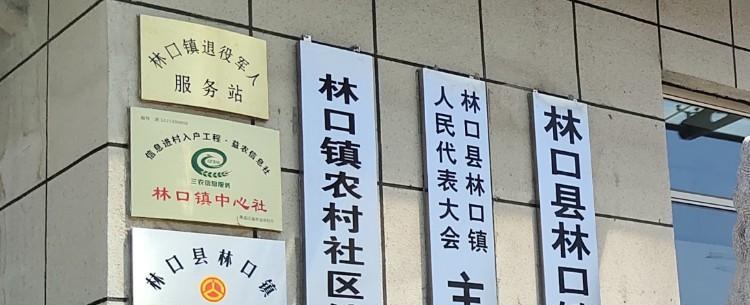 林口镇退役军人
服务站
信息进村入户工程·益农信息社
三农信息服务
林口镇中心社
林口县林口镇
林口镇农村社区
林口县林口镇
人民代表大会
主
林口县林口